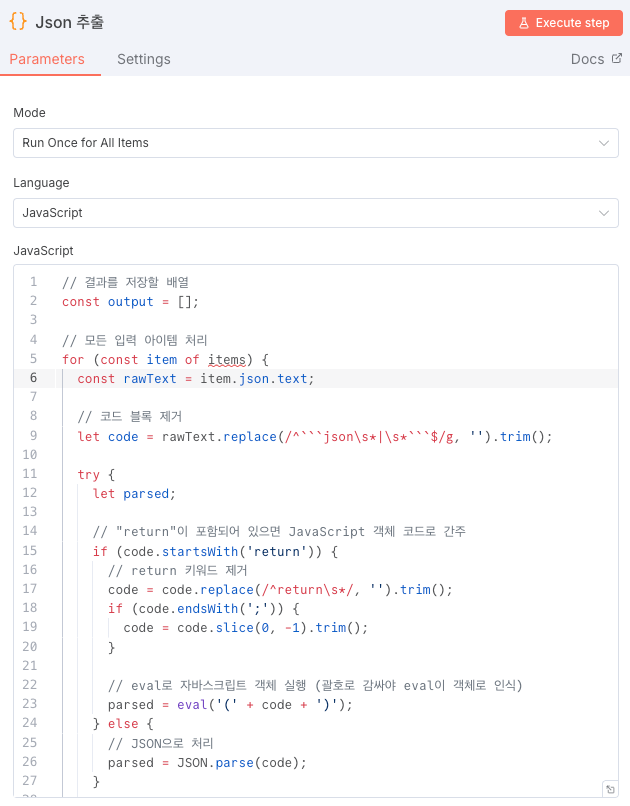 {} Json 추출
Execute step
Parameters Settings Docs
Mode
Run Once for All Items
Language
JavaScript
JavaScript
1 // 결과를 저장할 배열
2 const output = [];
3
4 // 모든 입력 아이템 처리
5 for (const item of items) {
6 const rawText = item.json.text;
7
8 // 코드 블록 제거
9 let code = rawText.replace(/^```json\s*|\s*```$/g, '').trim();
10
11 try {
12 let parsed;
13
14 // "return"이 포함되어 있으면 JavaScript 객체 코드로 간주
15 if (code.startsWith('return')) {
16 // return 키워드 제거
17 code = code.replace(/^return\s*/, '').trim();
18 if (code.endsWith(';')) {
19 code = code.slice(0, -1).trim();
20 }
21
22 // eval로 자바스크립트 객체 실행 (괄호로 감싸야 eval이 객체로 인식)
23 parsed = eval('(' + code + ')');
24 } else {
25 // JSON으로 처리
26 parsed = JSON.parse(code);
27 }